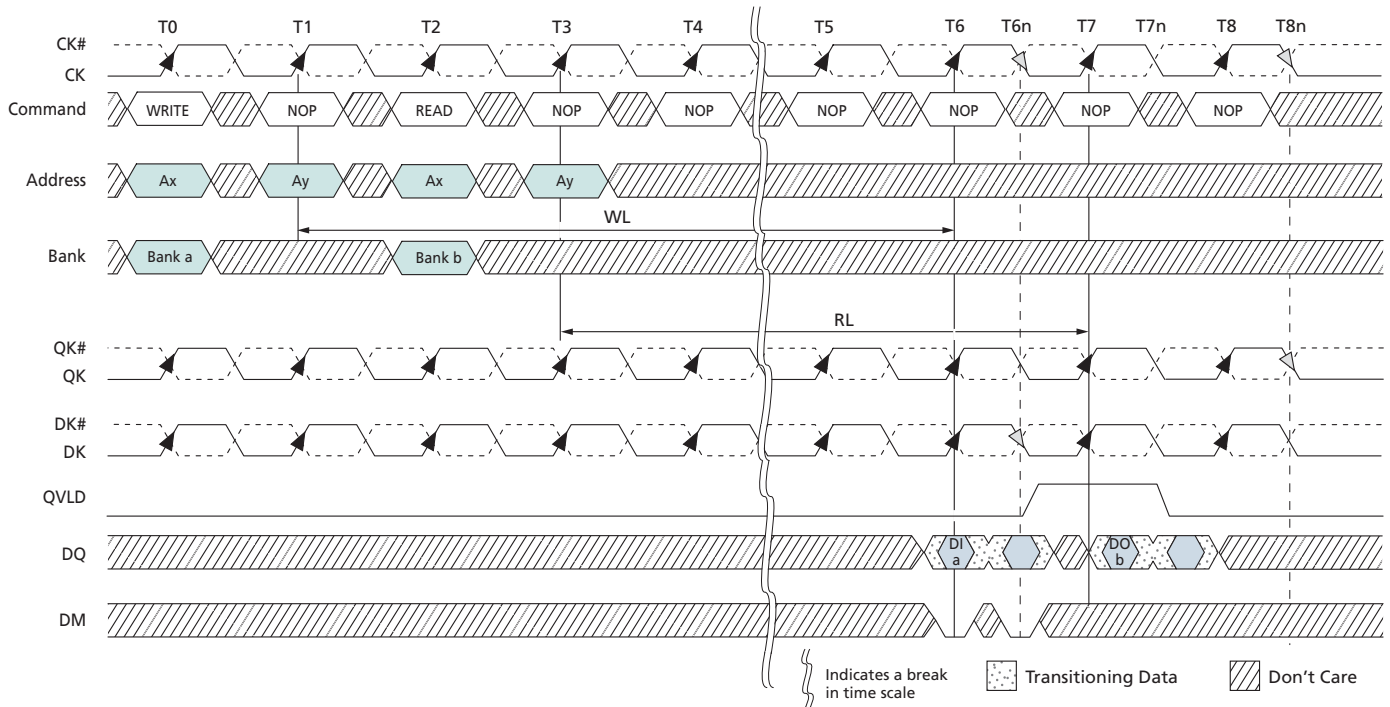 T0 T1 T2 T3 T4 T5 T6 T6n T7 T7n T8 T8n
CK#
CK
Command WRITE NOP READ NOP NOP NOP NOP NOP NOP
Address Ax Ay Ax Ay
WL
Bank Bank a Bank b
RL
QK#
QK
DK#
DK
QVLD
DQ DI a DO b
DM
Indicates a break
in time scale
Transitioning Data
Don't Care